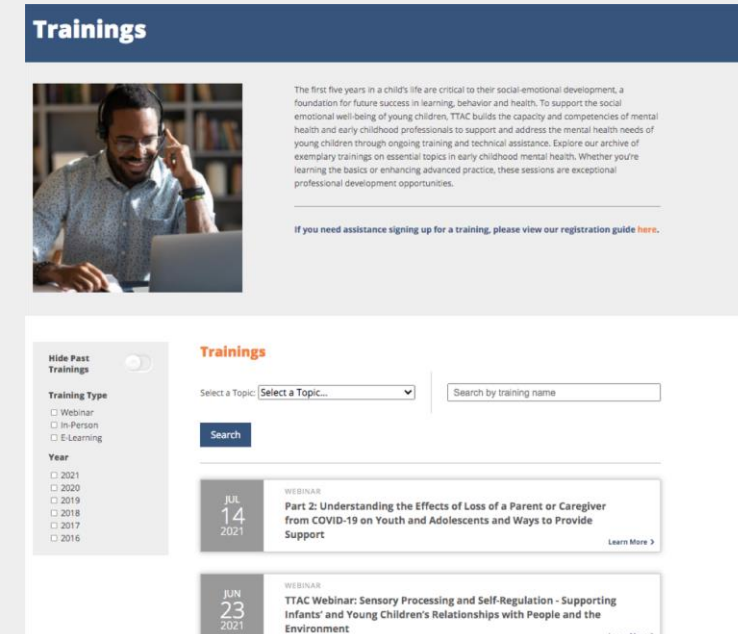 Trainings
The first five years in a child's life are critical to their social-emotional development, a
foundation for future success in learning, behavior and health. To support the social
emotional well-being of young children, TTAC builds the capacity and competencies of mental
health and early childhood professionals to support and address the mental health needs of
young children through ongoing training and technical assistance. Explore our archive of
exemplary trainings on essential topics in early childhood mental health. Whether you're
learning the basics or enhancing advanced practice, these sessions are exceptional
professional development opportunities.
If you need assistance signing up for a training, please view our registration guide here.
Hide Past
Trainings
Training Type
Webinar
In-Person
E-Learning
Year
2021
2020
2019
2018
2017
2016
Trainings
Select a Topic: Select a Topic...
Search by training name
Search
JUL
14
2021
WEBINAR
Part 2: Understanding the Effects of Loss of a Parent or Caregiver
from COVID-19 on Youth and Adolescents and Ways to Provide
Support
Learn More
JUN
23
2021
WEBINAR
TTAC Webinar: Sensory Processing and Self-Regulation - Supporting
Infants' and Young Children's Relationships with People and the
Environment